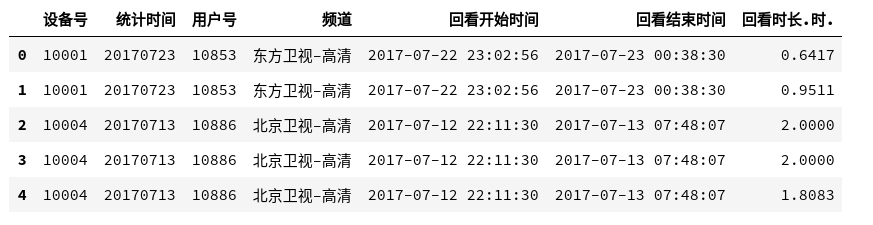 设备号 统计时间 用户号 频道 回看开始时间 回看结束时间 回看时长.时.
0 10001 20170723 10853 东方卫视-高清 2017-07-22 23:02:56 2017-07-23 00:38:30 0.6417
1 10001 20170723 10853 东方卫视-高清 2017-07-22 23:02:56 2017-07-23 00:38:30 0.9511
2 10004 20170713 10886 北京卫视-高清 2017-07-12 22:11:30 2017-07-13 07:48:07 2.0000
3 10004 20170713 10886 北京卫视-高清 2017-07-12 22:11:30 2017-07-13 07:48:07 2.0000
4 10004 20170713 10886 北京卫视-高清 2017-07-12 22:11:30 2017-07-13 07:48:07 1.8083